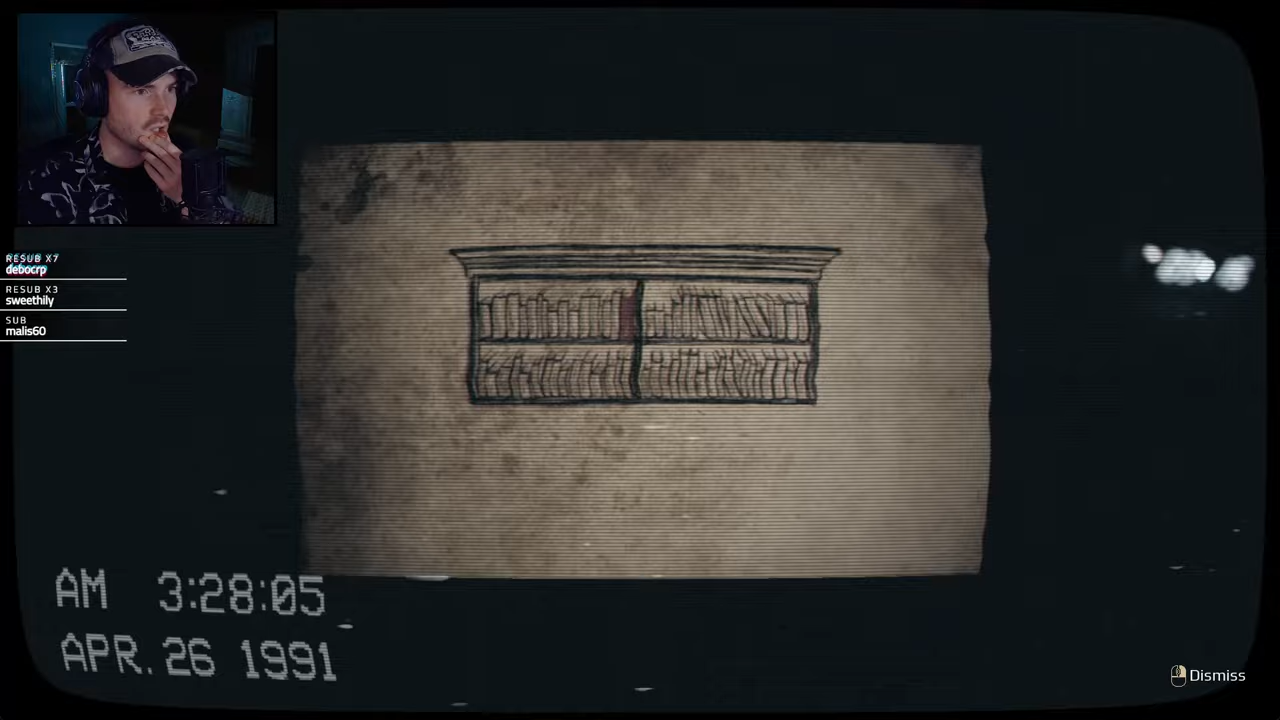 RESUB X7
debocrp
RESUB X3
sweethily
SUB
malis60
AM 3:28:05
APR. 26 1991
Dismiss